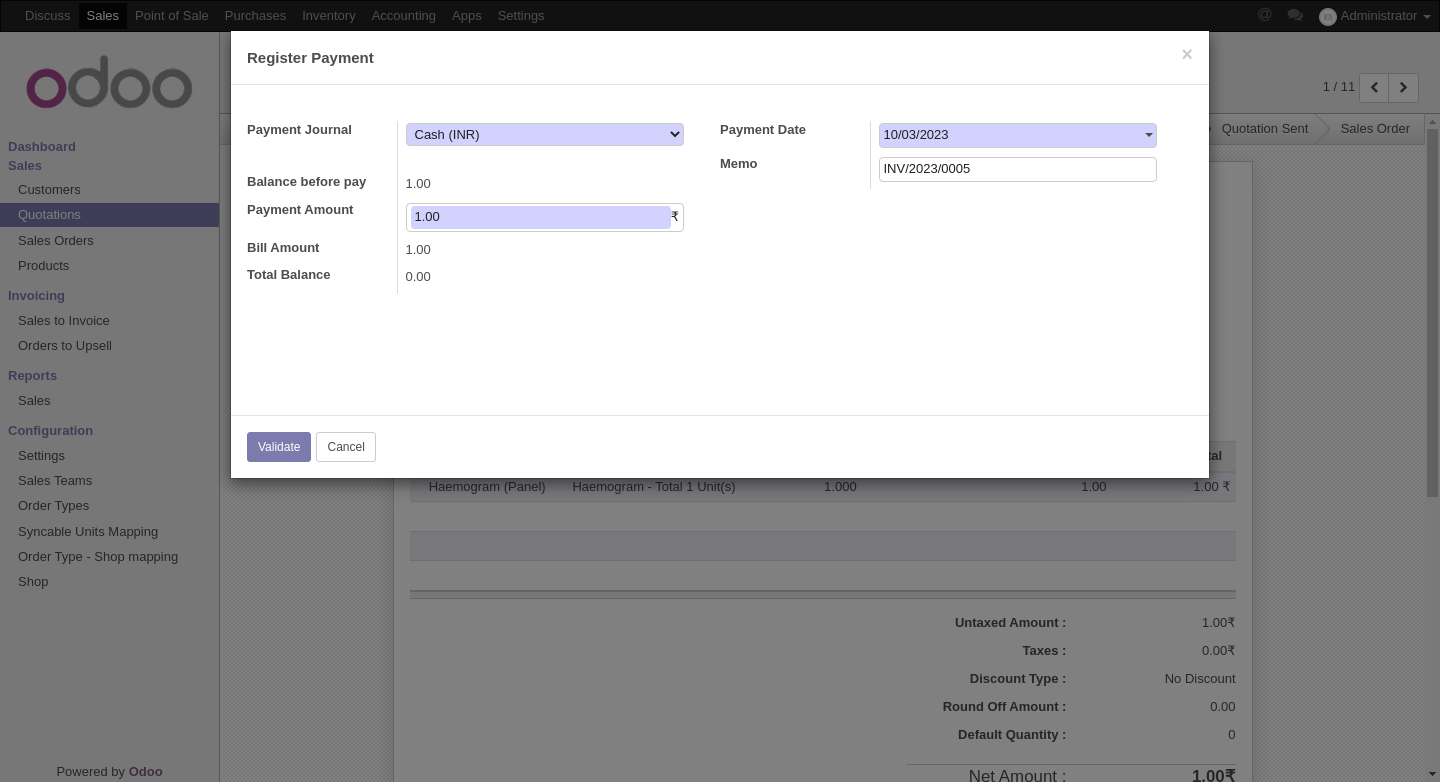 Discuss Sales Point of Sale Purchases Inventory Accounting Apps Settings @ Administrator
odoo
Register Payment ×
1 / 11
Quotation Sent Sales Order
Payment Journal Cash (INR) Payment Date 10/03/2023
Memo INV/2023/0005
Balance before pay 1.00
Payment Amount 1.00 ₹
Bill Amount 1.00
Total Balance 0.00
Validate Cancel
Dashboard
Sales
Customers
Quotations
Sales Orders
Products
Invoicing
Sales to Invoice
Orders to Upsell
Reports
Sales
Configuration
Settings
Sales Teams
Order Types
Syncable Units Mapping
Order Type - Shop mapping
Shop
Powered by Odoo
tal
Haemogram (Panel) Haemogram - Total 1 Unit(s) 1.000 1.00 1.00 ₹
Untaxed Amount : 1.00₹
Taxes : 0.00₹
Discount Type : No Discount
Round Off Amount : 0.00
Default Quantity : 0
Net Amount : 1.00₹